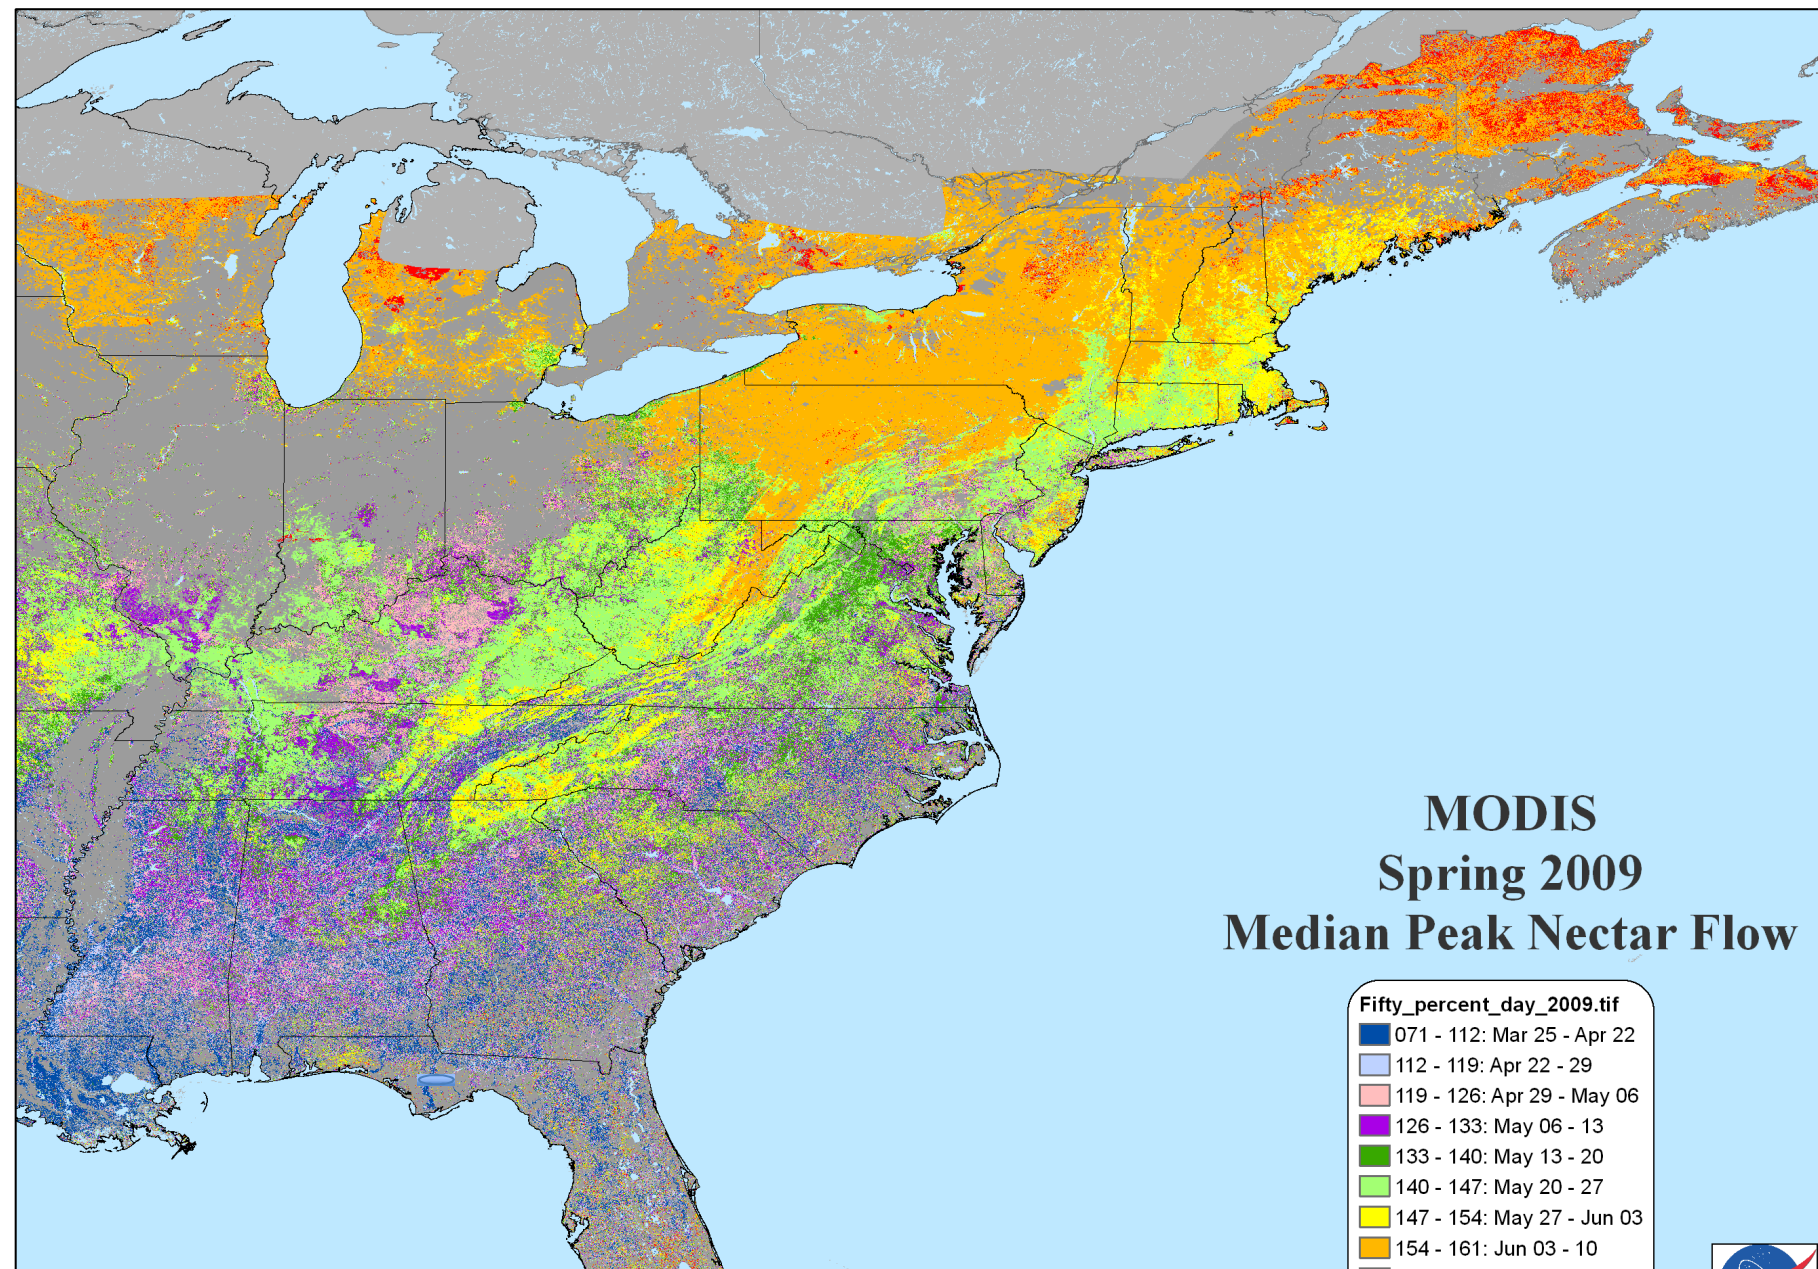 MODIS
Spring 2009
Median Peak Nectar Flow
Fifty_percent_day_2009.tif
071 - 112: Mar 25 - Apr 22
112 - 119: Apr 22 - 29
119 - 126: Apr 29 - May 06
126 - 133: May 06 - 13
133 - 140: May 13 - 20
140 - 147: May 20 - 27
147 - 154: May 27 - Jun 03
154 - 161: Jun 03 - 10